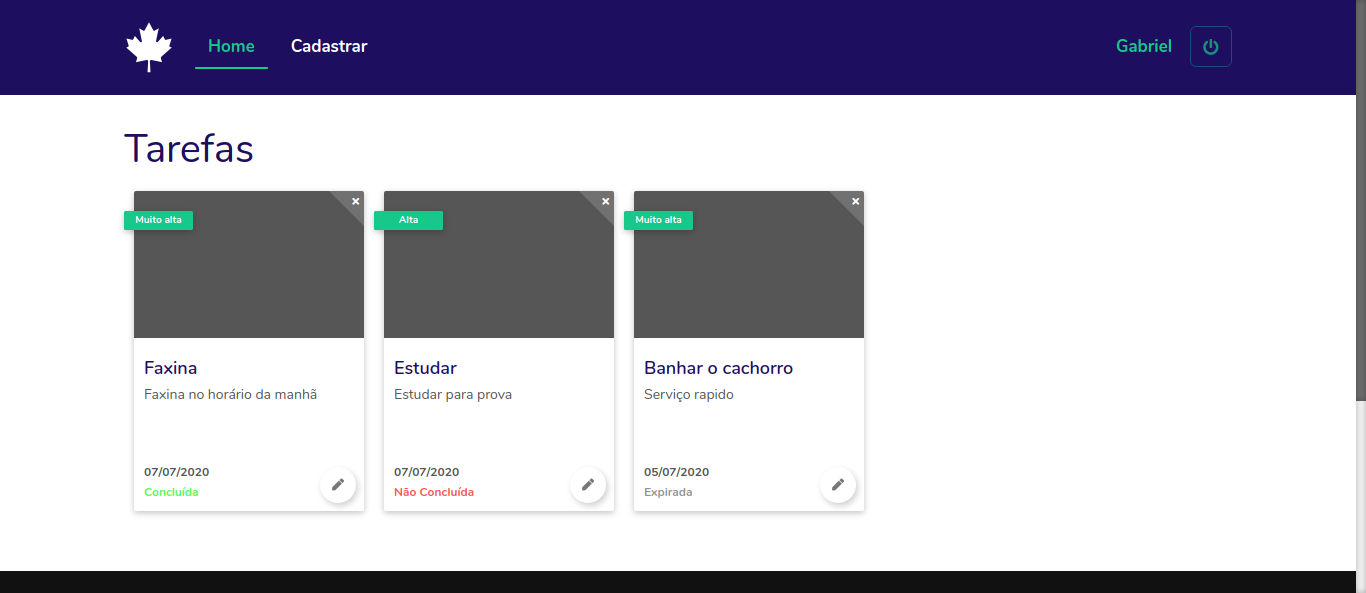 Home
Cadastrar
Gabriel
Tarefas
Muito alta
Faxina
Faxina no horário da manhã
07/07/2020
Concluída
Alta
Estudar
Estudar para prova
07/07/2020
Não Concluída
Muito alta
Banhar o cachorro
Serviço rapido
05/07/2020
Expirada